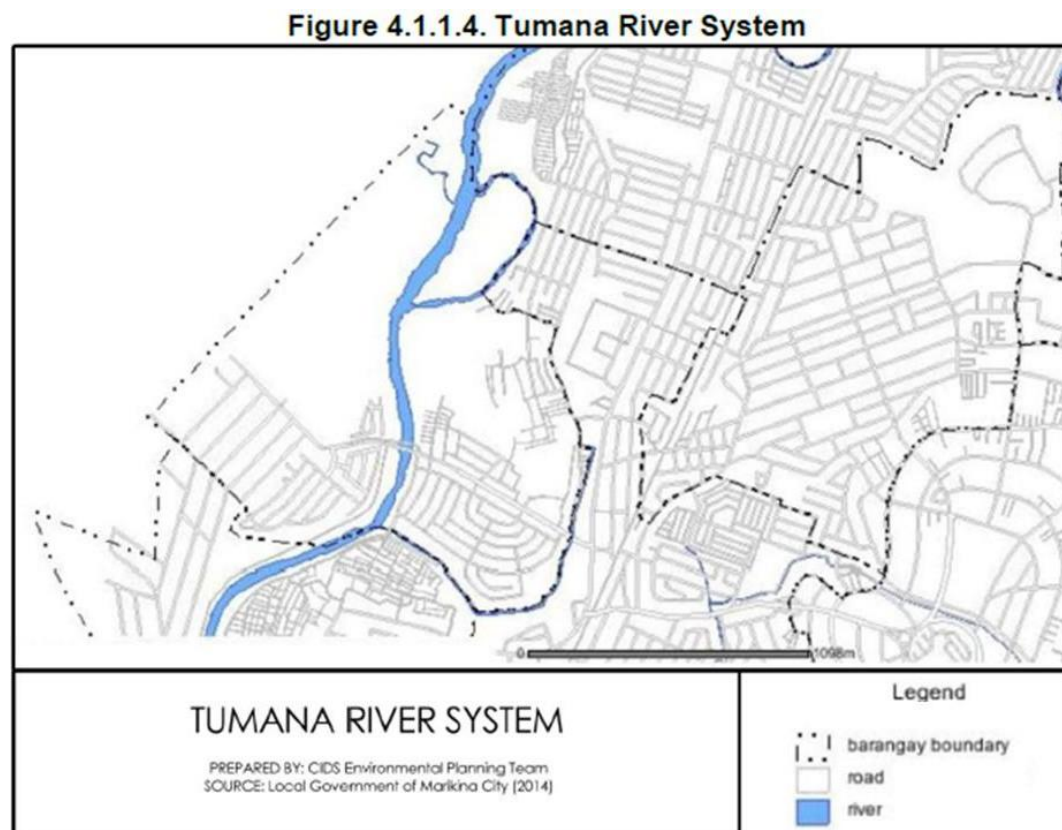 Figure 4.1.1.4. Tumana River System
0 1098m
TUMANA RIVER SYSTEM
PREPARED BY: CIDS Environmental Planning Team
SOURCE: Local Government of Marikina City (2014)
Legend
barangay boundary
road
river